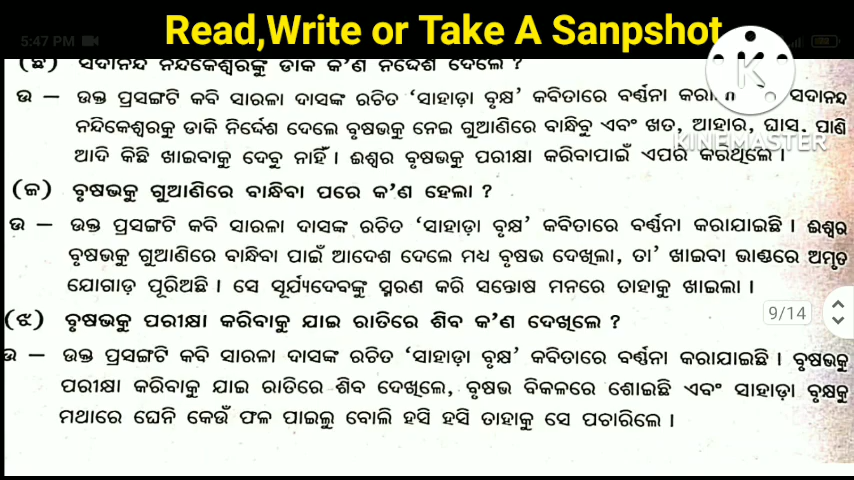 5:47 PM
Read,Write or Take A Sanpshot
(ଛ) ସଦାନନ୍ଦ ନନ୍ଦିକେଶ୍ୱରଙ୍କୁ ଡାକି କ'ଣ ନିର୍ଦ୍ଦେଶ ଦେଲେ ?
ଉ – ଉକ୍ତ ପ୍ରସଙ୍ଗଟି କବି ସାରଳା ଦାସଙ୍କ ରଚିତ ‘ସାହାଡ଼ା ବୃକ୍ଷ’ କବିତାରେ ବର୍ଣ୍ଣନା ସଦାନନ୍ଦ
ନନ୍ଦିକେଶ୍ୱରକୁ ଡାକି ନିର୍ଦ୍ଦେଶ ଦେଲେ ବୃଷଭକୁ ନେଇ ଗୁଆଣିରେ ବାନ୍ଧିବୁ ଏବଂ ଖତ, ଆହାର, ଘାସ, ପାଣି
ଆଦି କିଛି ଖାଇବାକୁ ଦେବୁ ନାହିଁ । ଈଶ୍ୱର ବୃଷଭକୁ ପରୀକ୍ଷା କରିବାପାଇଁ ଏପରି କରିଥିଲେ ।
KINEMASTER
(ଜ) ବୃଷଭକୁ ଗୁଆଣିରେ ବାନ୍ଧିବା ପରେ କ'ଣ ହେଲା ?
ଉ – ଉକ୍ତ ପ୍ରସଙ୍ଗଟି କବି ସାରଳା ଦାସଙ୍କ ରଚିତ ‘ସାହାଡ଼ା ବୃକ୍ଷ’ କବିତାରେ ବର୍ଣ୍ଣନା କରାଯାଇଛି । ଈଶ୍ୱର
ବୃଷଭକୁ ଗୁଆଣିରେ ବାନ୍ଧିବା ପାଇଁ ଆଦେଶ ଦେଲେ ମଧ୍ୟ ବୃଷଭ ଦେଖିଲା, ତା' ଖାଇବା ଭାଣ୍ଡରେ ଅମୃତ
ଯୋଗାଡ଼ ପୂରିଅଛି । ସେ ସୂର୍ଯ୍ୟଦେବଙ୍କୁ ସ୍ମରଣ କରି ସନ୍ତୋଷ ମନରେ ତାହାକୁ ଖାଇଲା ।
9/14
(ଝ) ବୃଷଭକୁ ପରୀକ୍ଷା କରିବାକୁ ଯାଇ ରାତିରେ ଶିବ କ'ଣ ଦେଖିଲେ ?
ଉ – ଉକ୍ତ ପ୍ରସଙ୍ଗଟି କବି ସାରଳା ଦାସଙ୍କ ରଚିତ ‘ସାହାଡ଼ା ବୃକ୍ଷ’ କବିତାରେ ବର୍ଣ୍ଣନା କରାଯାଇଛି । ବୃଷଭକୁ
ପରୀକ୍ଷା କରିବାକୁ ଯାଇ ରାତିରେ ଶିବ ଦେଖିଲେ, ବୃଷଭ ବିକଳରେ ଶୋଇଛି ଏବଂ ସାହାଡ଼ା ବୃକ୍ଷକୁ
ମଥାରେ ଘେନି କେଉଁ ଫଳ ପାଇଲୁ ବୋଲି ହସି ହସି ତାହାକୁ ସେ ପଚାରିଲେ ।